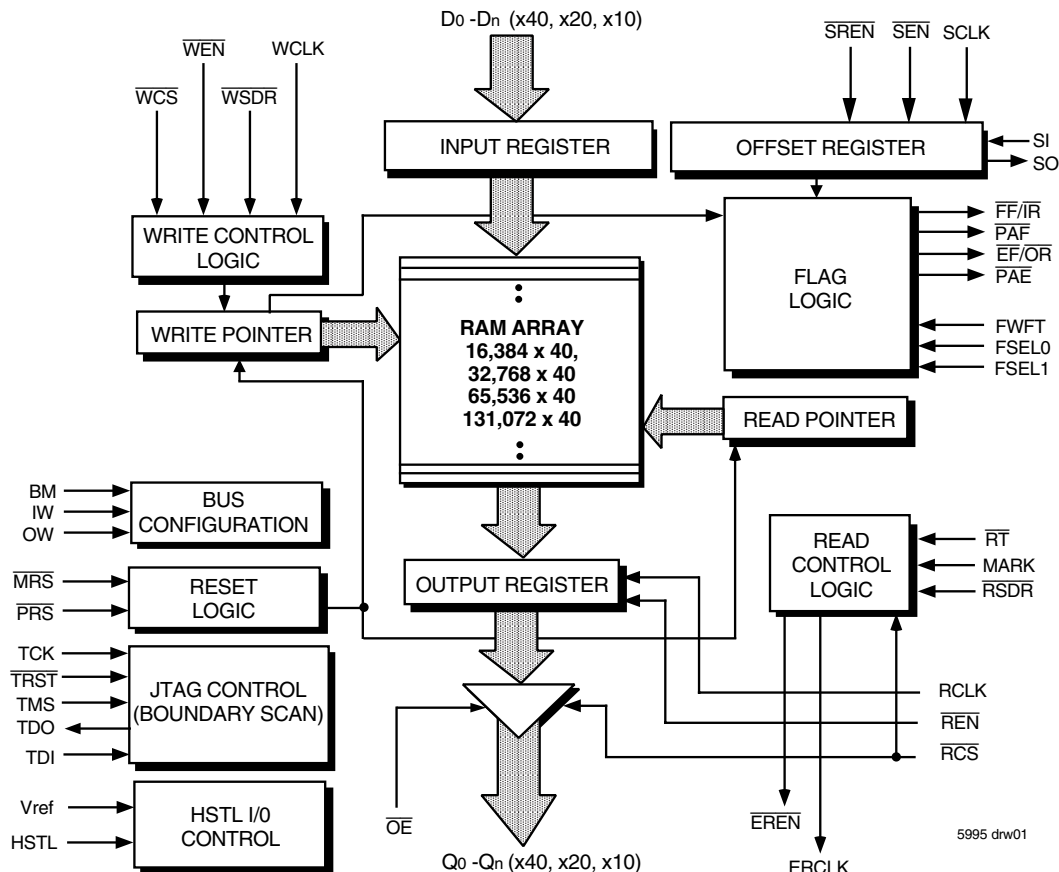 D0 -Dn (x40, x20, x10)
WEN
WCLK
WCS
WSDR
SREN
SEN
SCLK
INPUT REGISTER
OFFSET REGISTER
SI
SO
WRITE CONTROL
LOGIC
FLAG
LOGIC
FF/IR
PAF
EF/OR
PAE
FWFT
FSEL0
FSEL1
WRITE POINTER
RAM ARRAY
16,384 x 40,
32,768 x 40
65,536 x 40
131,072 x 40
READ POINTER
BM
IW
OW
BUS
CONFIGURATION
READ
CONTROL
LOGIC
RT
MARK
RSDR
MRS
PRS
RESET
LOGIC
OUTPUT REGISTER
TCK
TRST
TMS
TDO
TDI
JTAG CONTROL
(BOUNDARY SCAN)
RCLK
REN
RCS
Vref
HSTL
HSTL I/0
CONTROL
OE
EREN
5995 drw01
Q0 -Qn (x40, x20, x10)
ERCLK